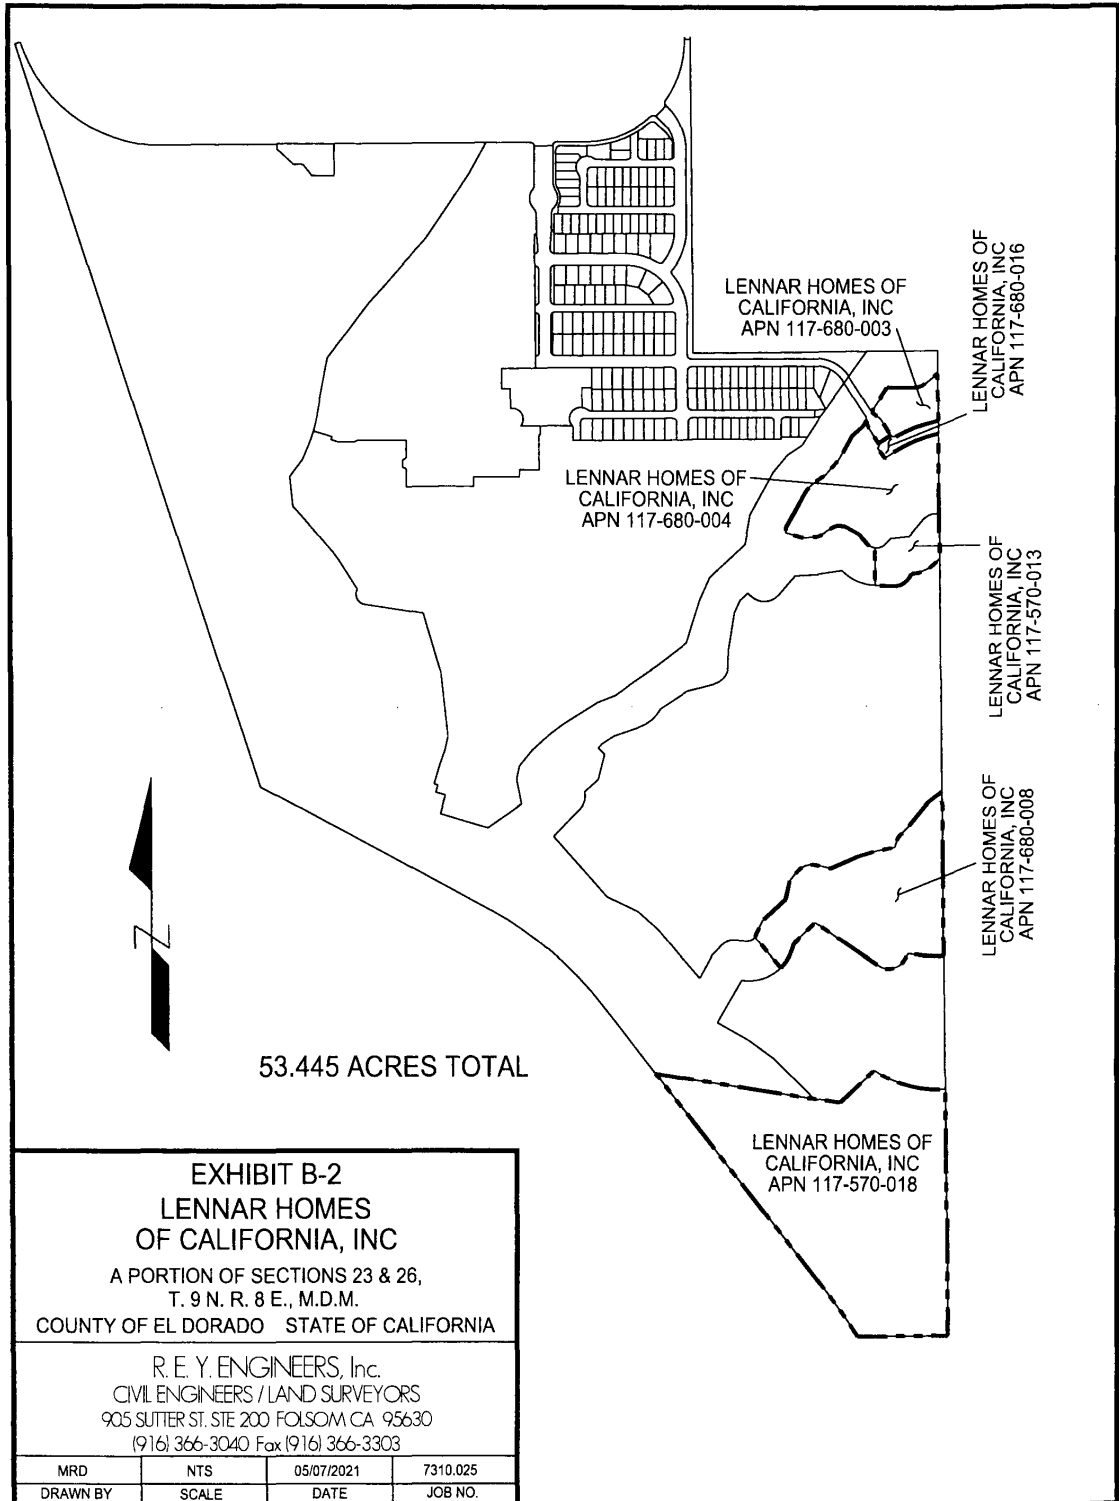 LENNAR HOMES OF
CALIFORNIA, INC
APN 117-680-003
LENNAR HOMES OF
CALIFORNIA, INC
APN 117-680-016
LENNAR HOMES OF
CALIFORNIA, INC
APN 117-680-004
LENNAR HOMES OF
CALIFORNIA, INC
APN 117-570-013
LENNAR HOMES OF
CALIFORNIA, INC
APN 117-680-008
N
53.445 ACRES TOTAL
LENNAR HOMES OF
CALIFORNIA, INC
APN 117-570-018
EXHIBIT B-2
LENNAR HOMES
OF CALIFORNIA, INC
A PORTION OF SECTIONS 23 & 26,
T. 9 N. R. 8 E., M.D.M.
COUNTY OF EL DORADO STATE OF CALIFORNIA
R. E. Y. ENGINEERS, Inc.
CIVIL ENGINEERS / LAND SURVEYORS
905 SUTTER ST. STE 200 FOLSOM CA 95630
(916) 366-3040 Fax (916) 366-3303
MRD NTS 05/07/2021 7310.025
DRAWN BY SCALE DATE JOB NO.